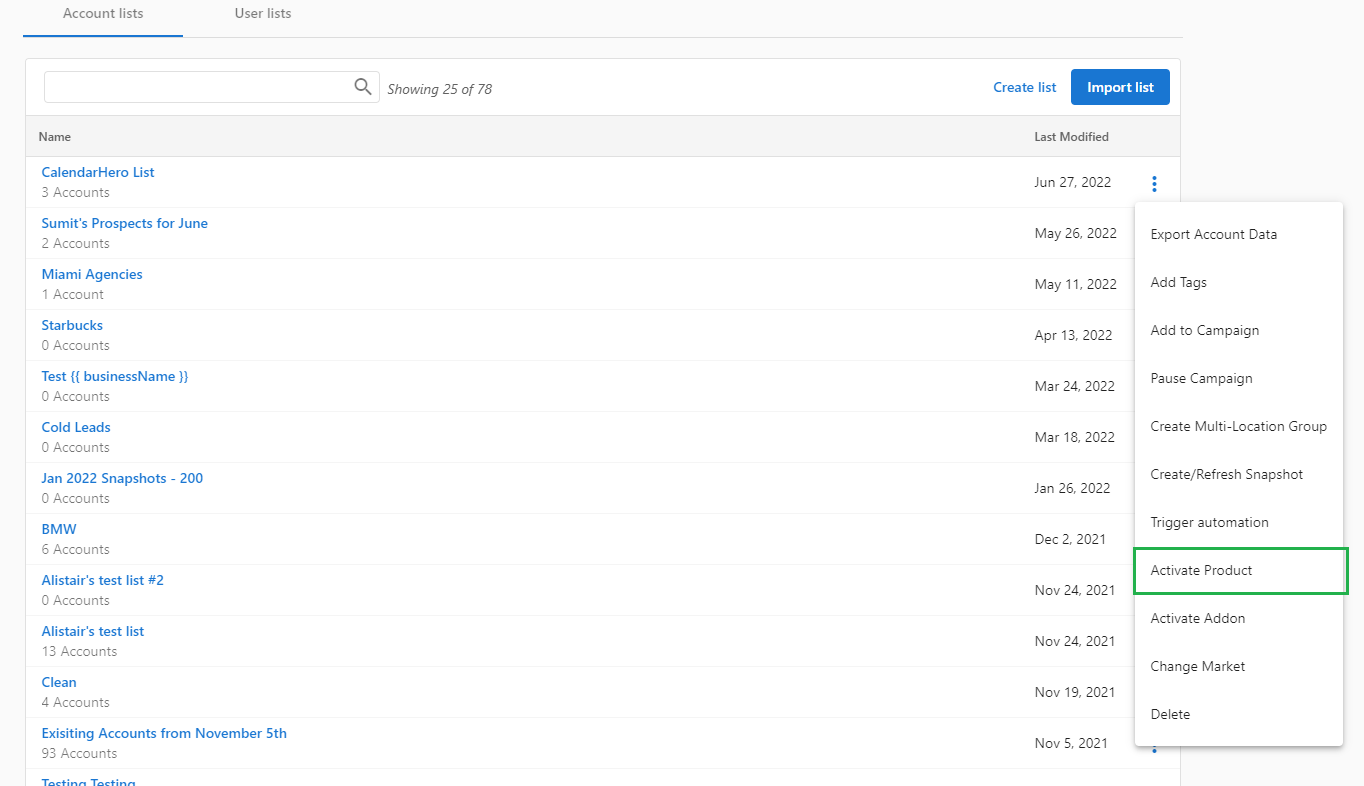 Account lists
User lists
Showing 25 of 78
Create list
Import list
Name
Last Modified
CalendarHero List
3 Accounts
Jun 27, 2022
Sumit's Prospects for June
2 Accounts
May 26, 2022
Miami Agencies
1 Account
May 11, 2022
Starbucks
0 Accounts
Apr 13, 2022
Test {{ businessName }}
0 Accounts
Mar 24, 2022
Cold Leads
0 Accounts
Mar 18, 2022
Jan 2022 Snapshots - 200
0 Accounts
Jan 26, 2022
BMW
6 Accounts
Dec 2, 2021
Alistair's test list #2
0 Accounts
Nov 24, 2021
Alistair's test list
13 Accounts
Nov 24, 2021
Clean
4 Accounts
Nov 19, 2021
Exisiting Accounts from November 5th
93 Accounts
Nov 5, 2021
Testing Testing
Export Account Data
Add Tags
Add to Campaign
Pause Campaign
Create Multi-Location Group
Create/Refresh Snapshot
Trigger automation
Activate Product
Activate Addon
Change Market
Delete